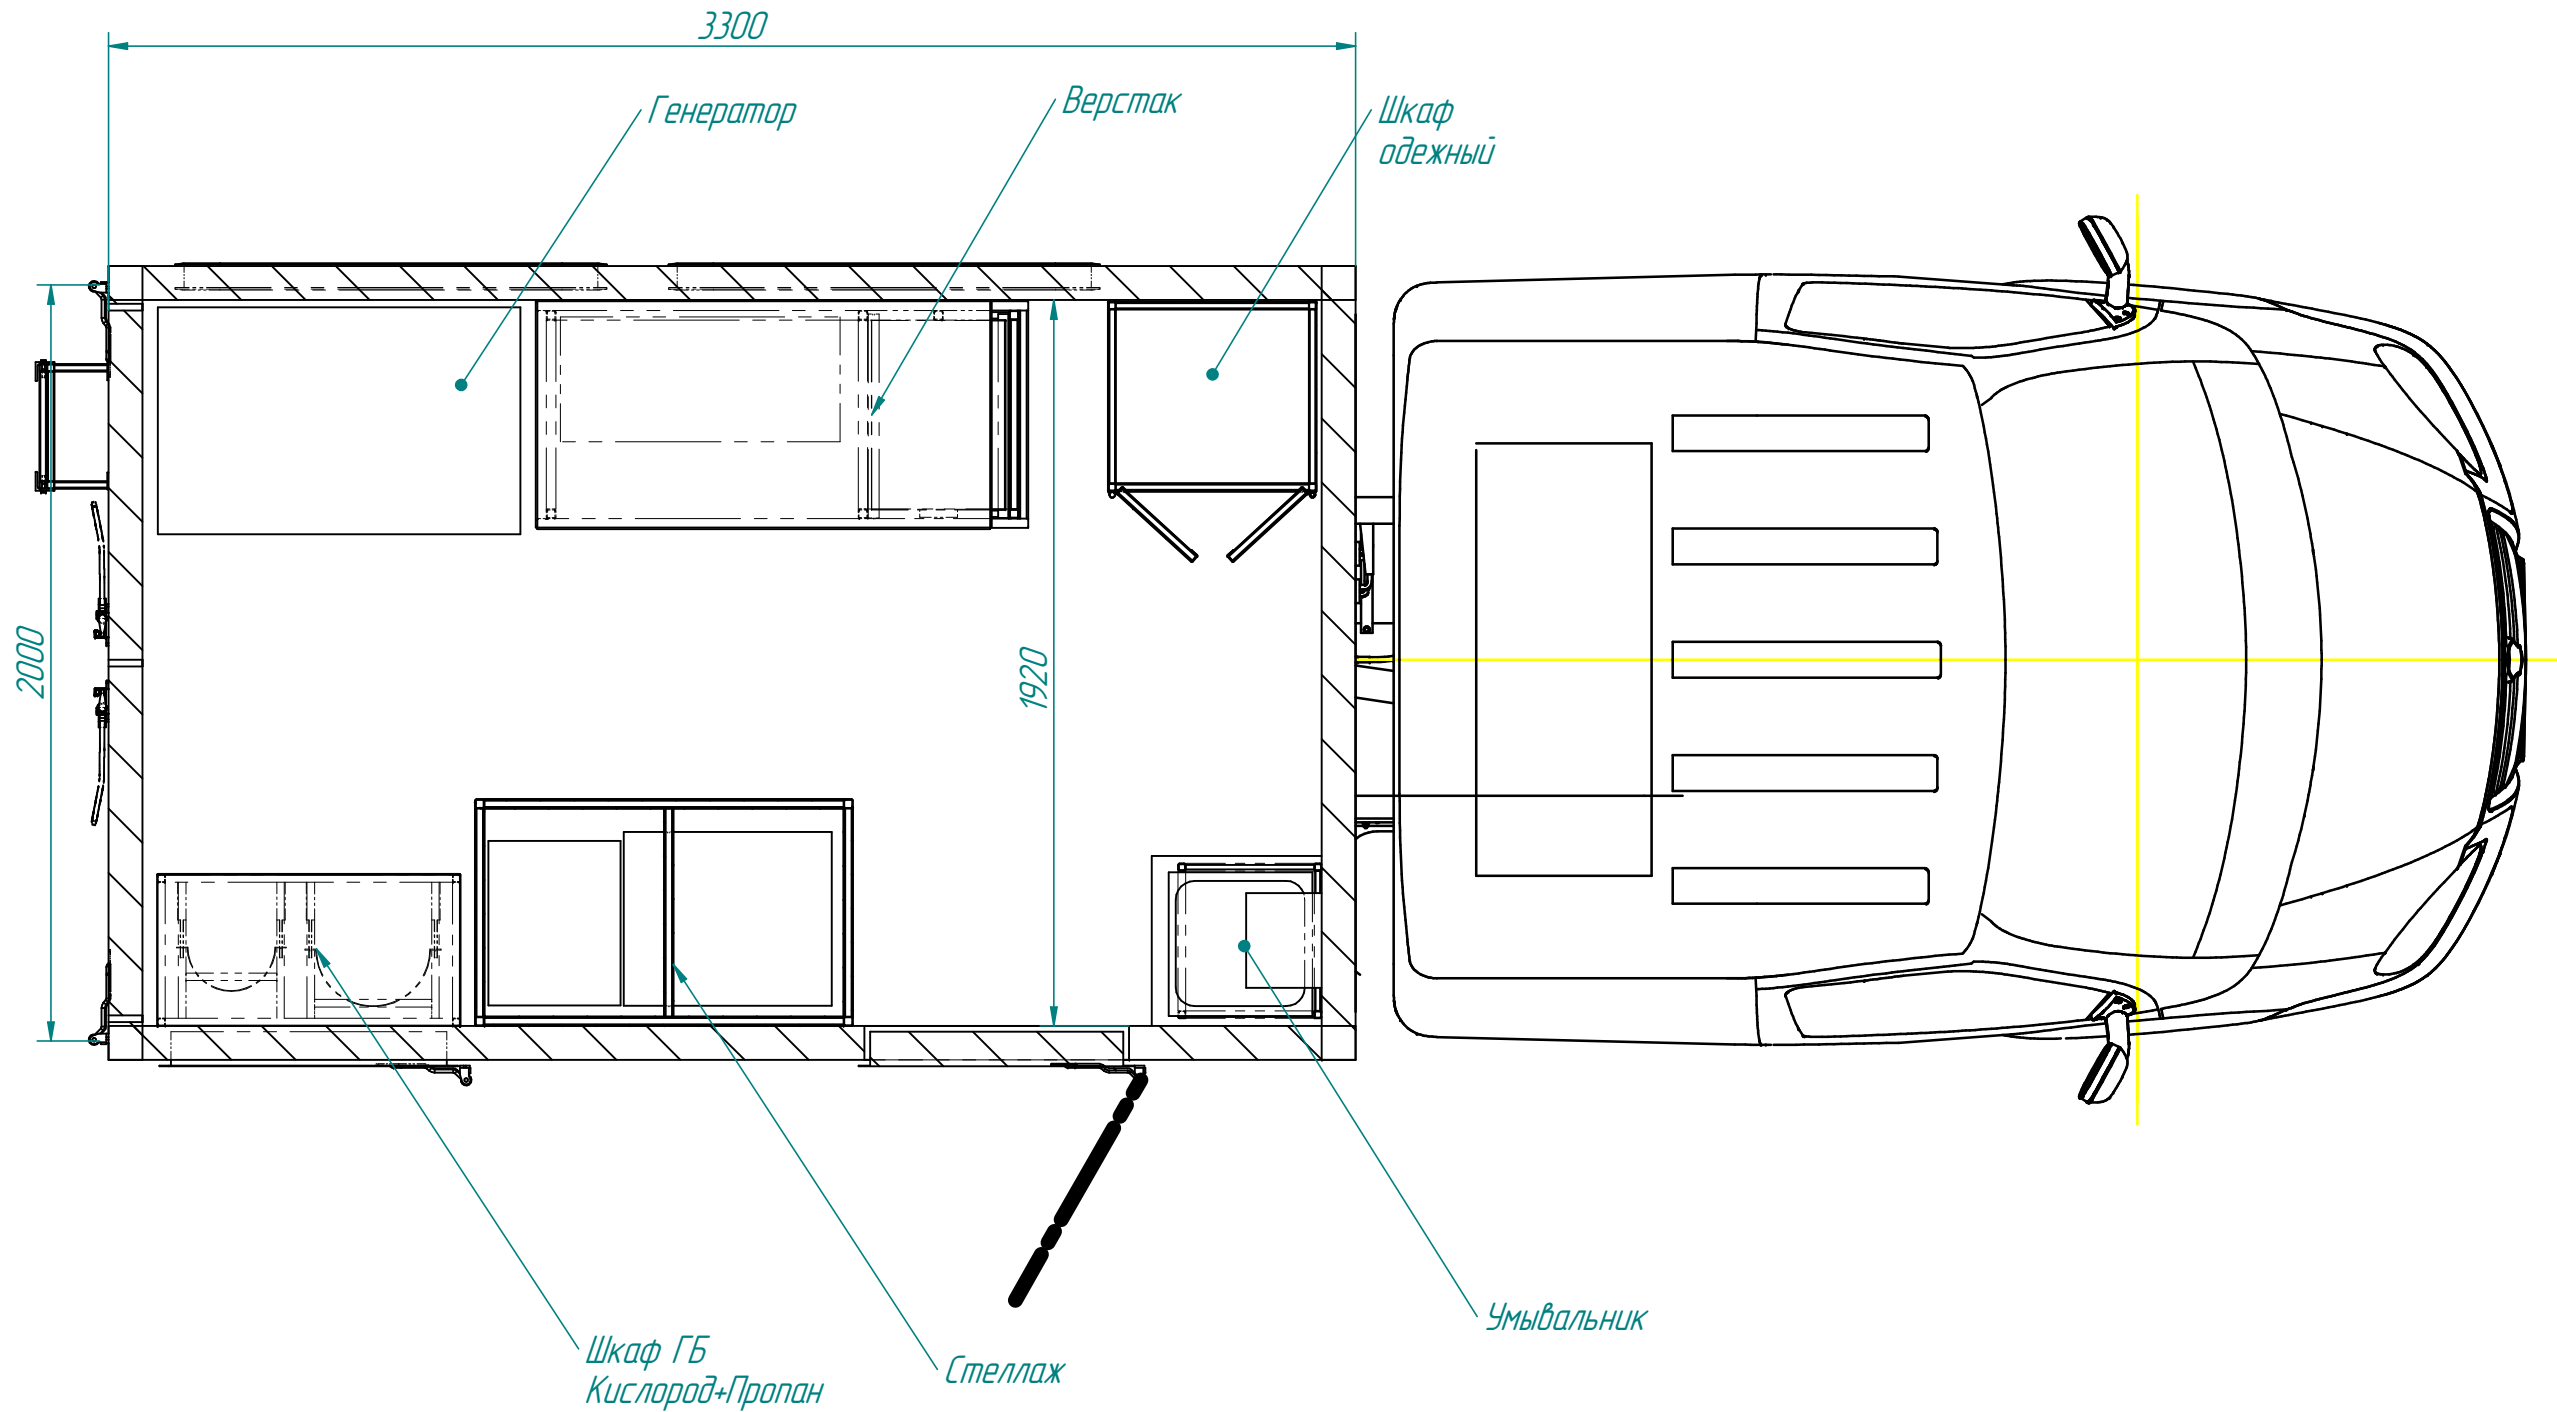 3300
Генератор
Верстак
Шкаф
одежный
2000
1920
Умывальник
Шкаф ГБ
Кислород+Пропан
Стеллаж